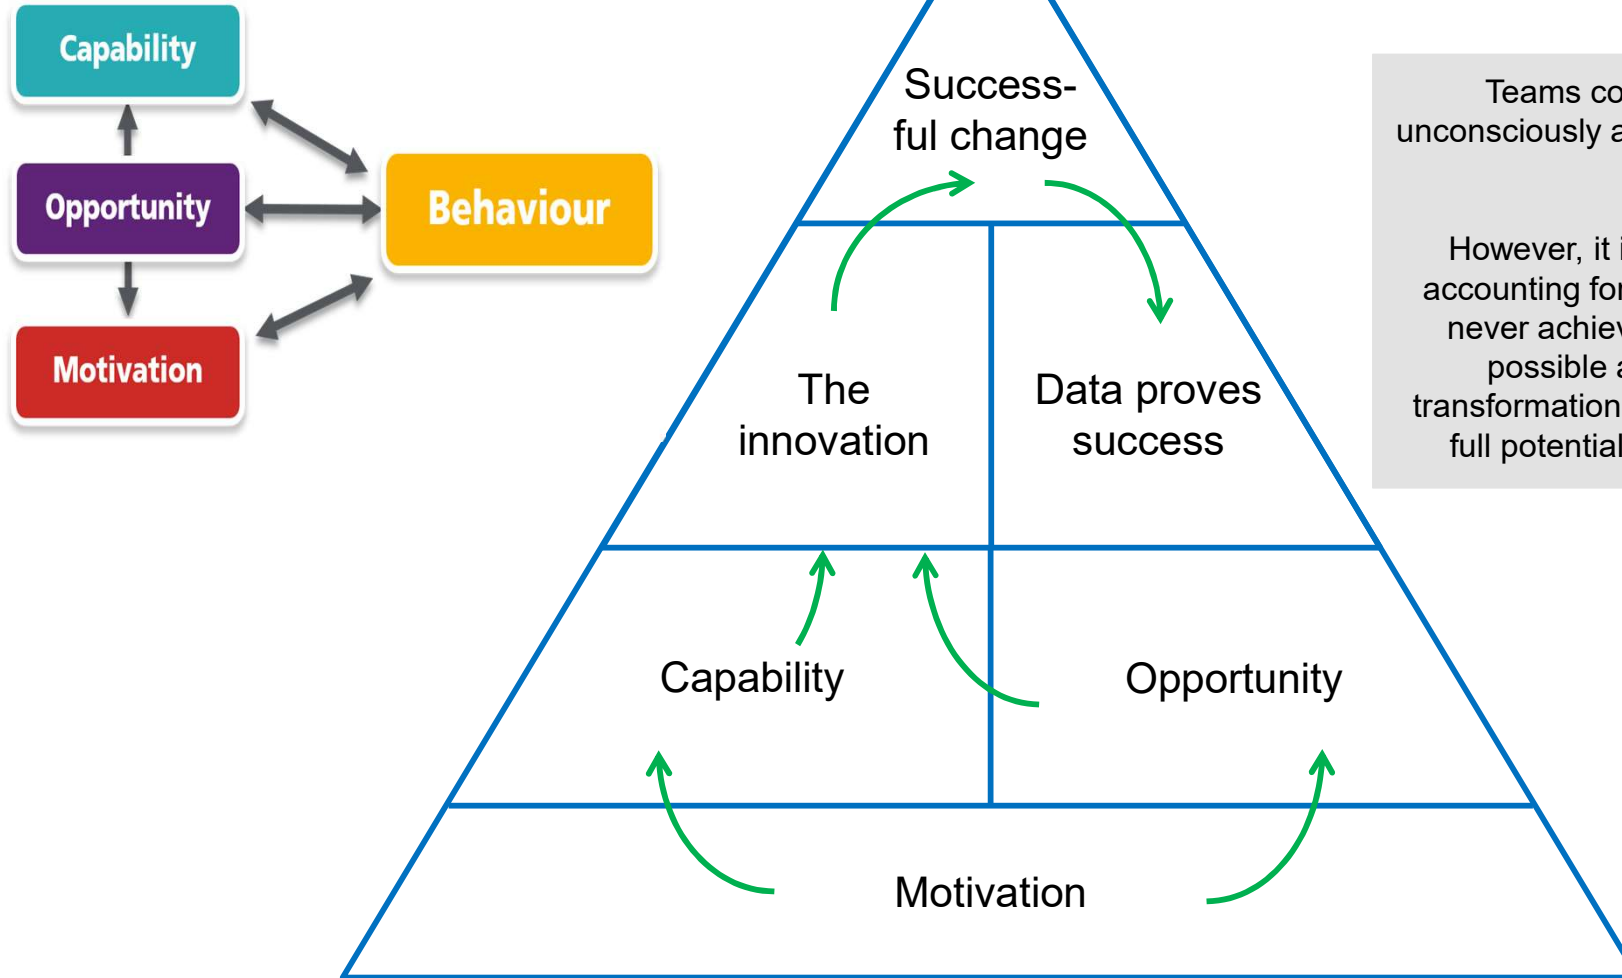 Capability
Opportunity
Motivation
Behaviour
Success-
ful change
The
innovation
Data proves
success
Capability
Opportunity
Motivation
Teams co
unconsciously a
However, it i
accounting for
never achiev
possible a
transformation
full potential